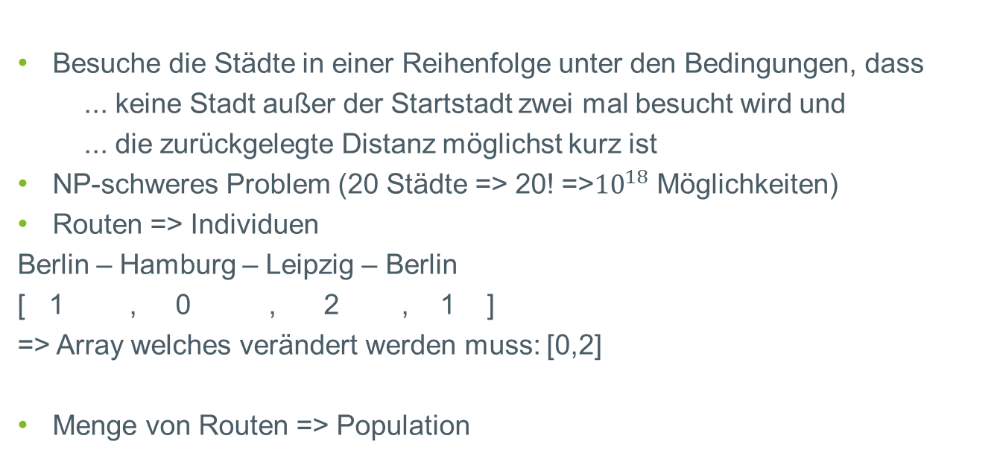 • Besuche die Städte in einer Reihenfolge unter den Bedingungen, dass
... keine Stadt außer der Startstadt zwei mal besucht wird und
... die zurückgelegte Distanz möglichst kurz ist
• NP-schweres Problem (20 Städte => 20! =>10¹⁸ Möglichkeiten)
• Routen => Individuen
Berlin – Hamburg – Leipzig – Berlin
[ 1 , 0 , 2 , 1 ]
=> Array welches verändert werden muss: [0,2]
• Menge von Routen => Population